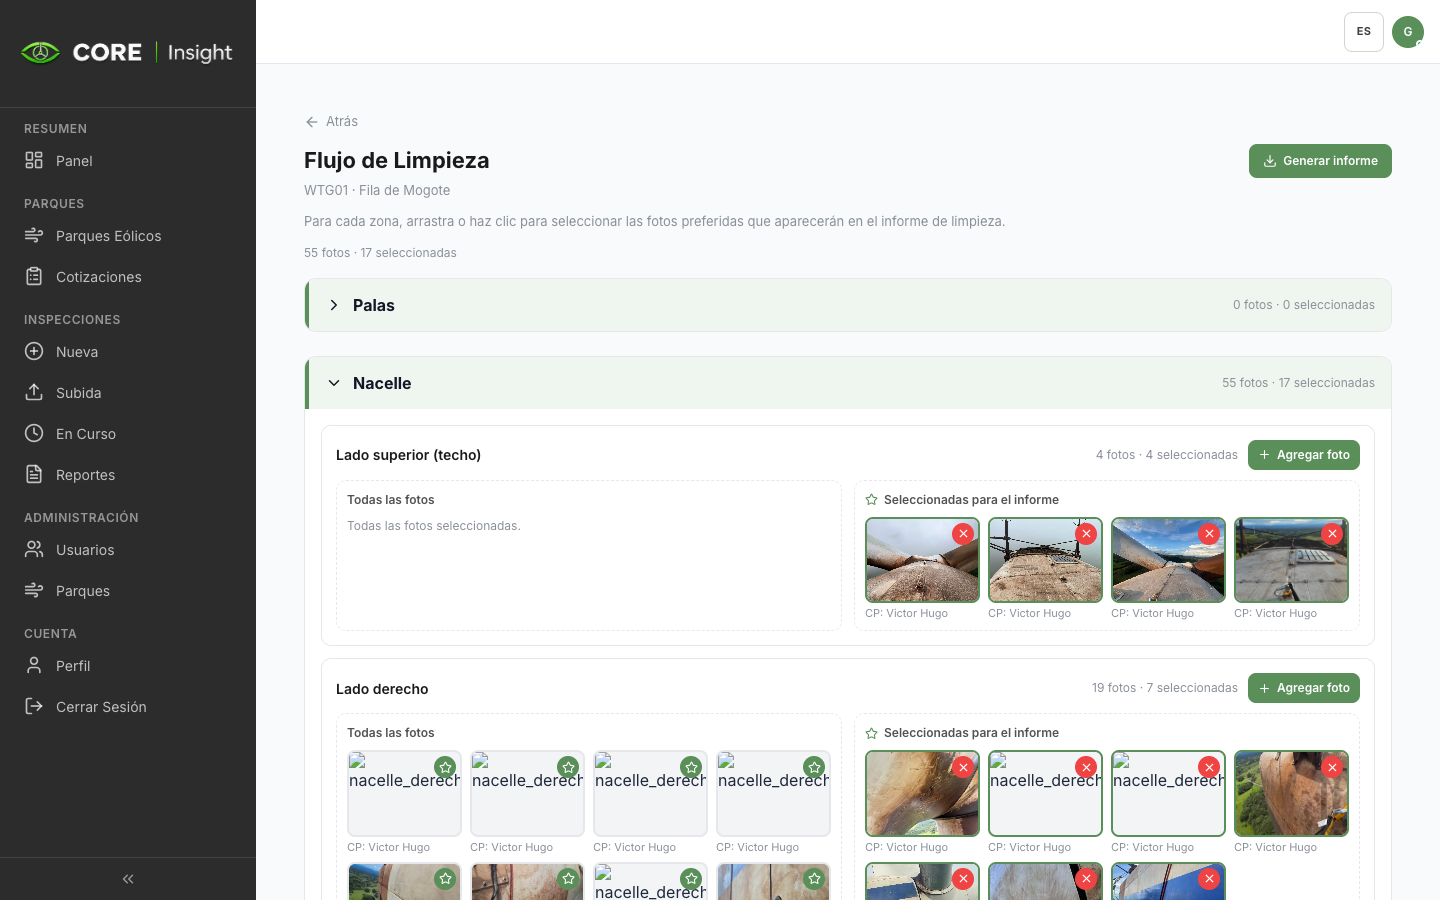 CORE | Insight
ES
G
RESUMEN
Panel
PARQUES
Parques Eólicos
Cotizaciones
INSPECCIONES
Nueva
Subida
En Curso
Reportes
ADMINISTRACIÓN
Usuarios
Parques
CUENTA
Perfil
Cerrar Sesión
Atrás
Flujo de Limpieza
Generar informe
WTG01 · Fila de Mogote
Para cada zona, arrastra o haz clic para seleccionar las fotos preferidas que aparecerán en el informe de limpieza.
55 fotos · 17 seleccionadas
Palas
0 fotos · 0 seleccionadas
Nacelle
55 fotos · 17 seleccionadas
Lado superior (techo)
4 fotos · 4 seleccionadas
Agregar foto
Todas las fotos
Todas las fotos seleccionadas.
Seleccionadas para el informe
CP: Victor Hugo
CP: Victor Hugo
CP: Victor Hugo
CP: Victor Hugo
Lado derecho
19 fotos · 7 seleccionadas
Agregar foto
Todas las fotos
nacelle_derech
nacelle_derech
nacelle_derech
nacelle_derech
CP: Victor Hugo
CP: Victor Hugo
CP: Victor Hugo
CP: Victor Hugo
nacelle_derech
Seleccionadas para el informe
nacelle_derech
nacelle_derech
CP: Victor Hugo
CP: Victor Hugo
CP: Victor Hugo
CP: Victor Hugo